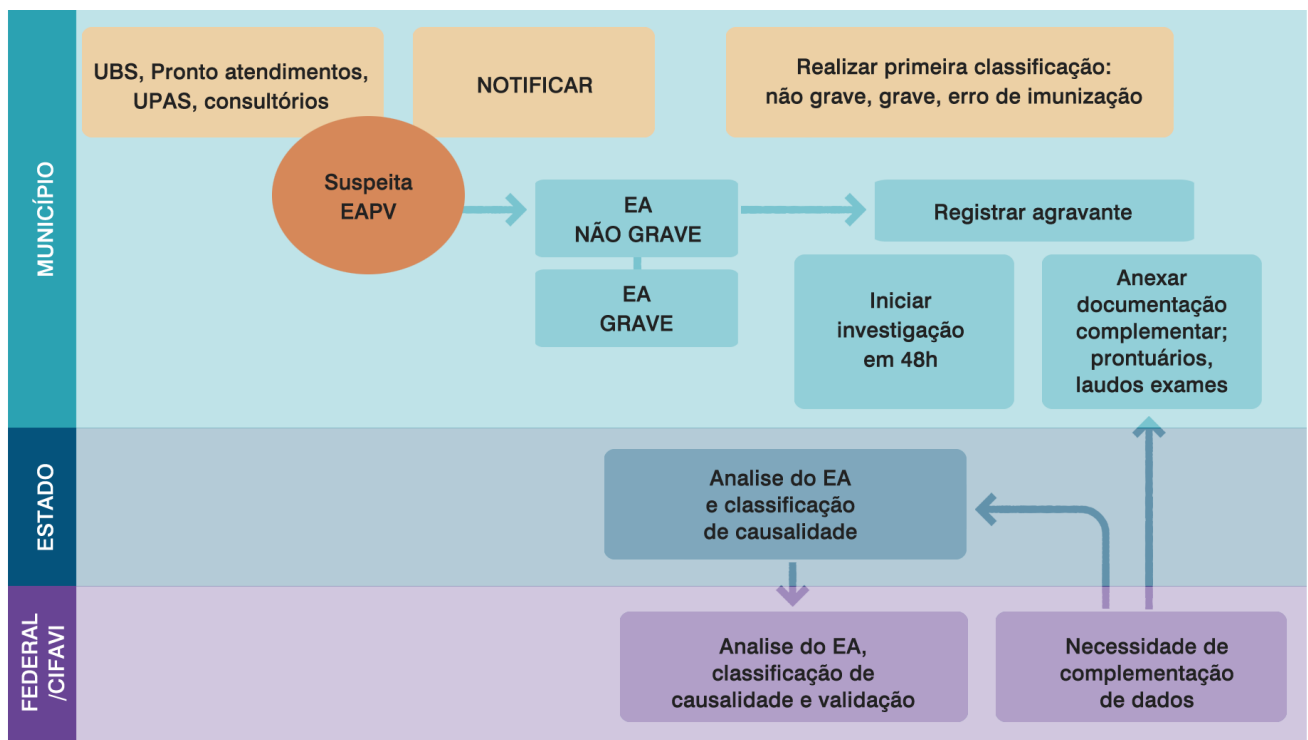 MUNICÍPIO
UBS, Pronto atendimentos,
UPAS, consultórios
NOTIFICAR
Realizar primeira classificação:
não grave, grave, erro de imunização
Suspeita
EAPV
EA
NÃO GRAVE
Registrar agravante
EA
GRAVE
Iniciar
investigação
em 48h
Anexar
documentação
complementar;
prontuários,
laudos exames
ESTADO
Analise do EA
e classificação
de causalidade
FEDERAL
/CIFAVI
Analise do EA,
classificação de
causalidade e validação
Necessidade de
complementação
de dados